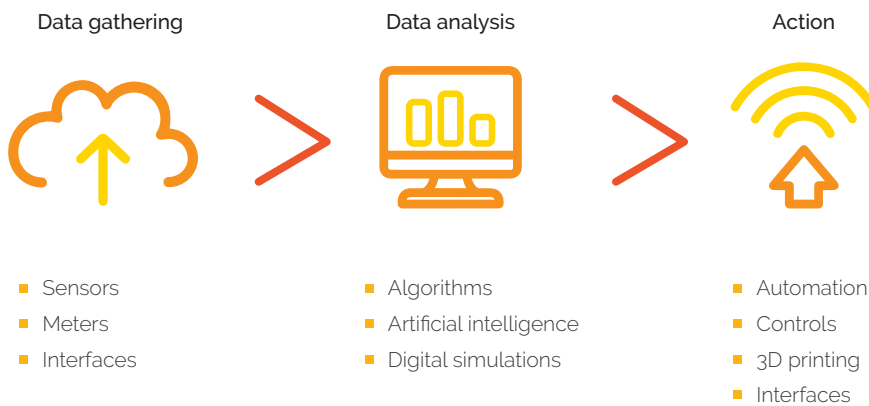 Data gathering
Data analysis
Action
Sensors
Meters
Interfaces
Algorithms
Artificial intelligence
Digital simulations
Automation
Controls
3D printing
Interfaces